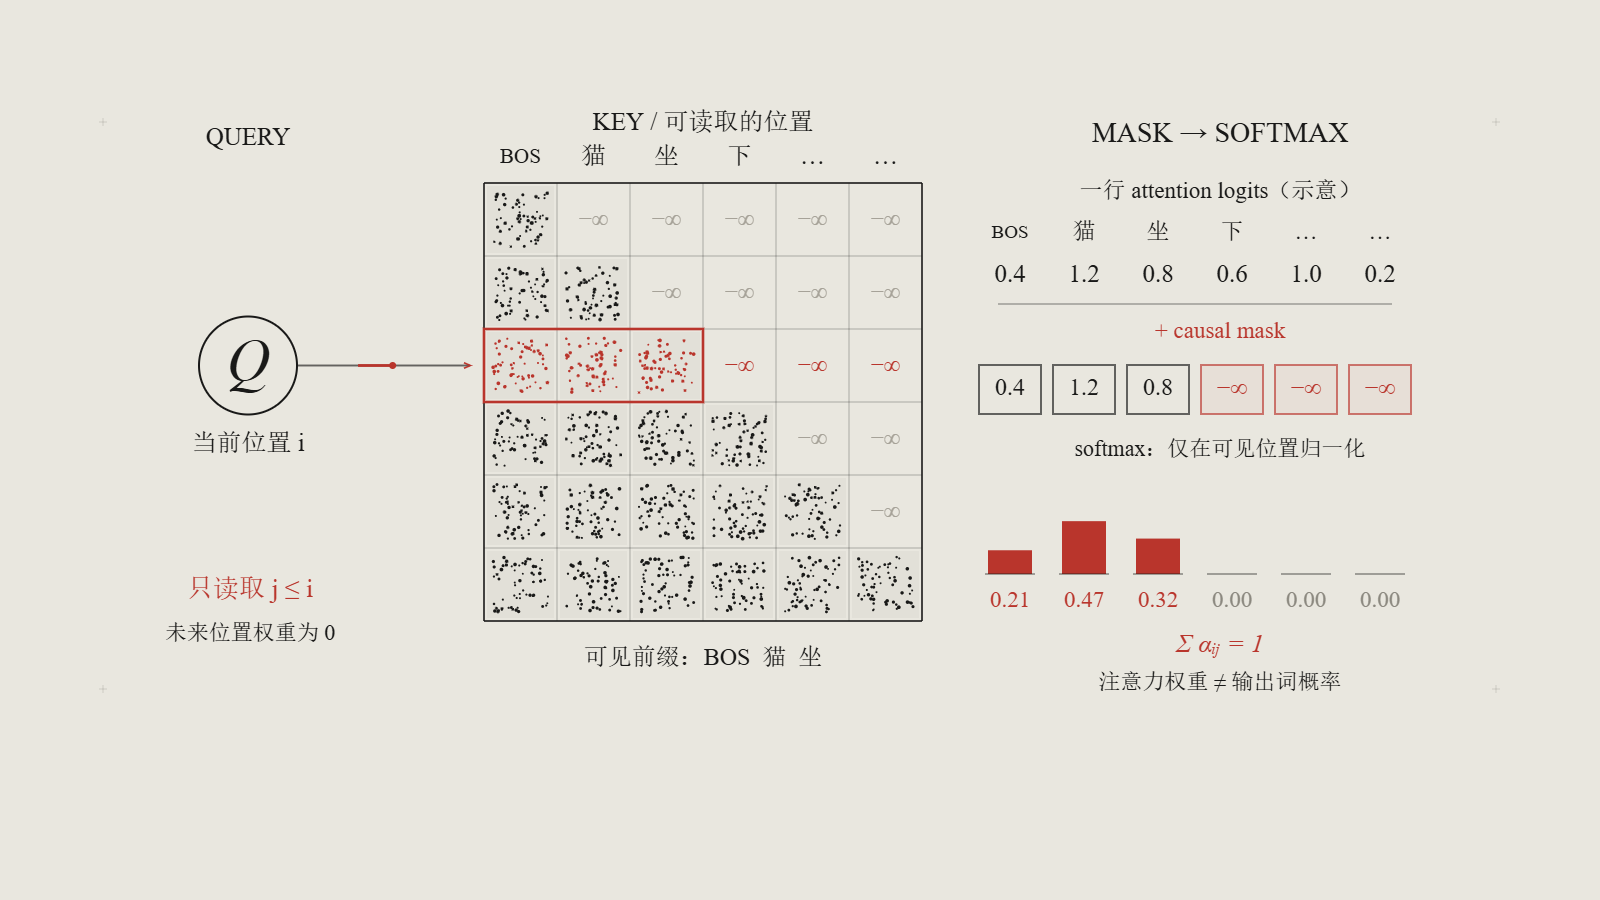 QUERY
Q
当前位置 i
只读取 j ≤ i
未来位置权重为 0
KEY / 可读取的位置
BOS 猫 坐 下 … …
−∞ −∞ −∞ −∞ −∞
−∞ −∞ −∞ −∞
−∞ −∞ −∞
−∞ −∞
−∞
可见前缀：BOS 猫 坐
MASK → SOFTMAX
一行 attention logits（示意）
BOS 猫 坐 下 … …
0.4 1.2 0.8 0.6 1.0 0.2
+ causal mask
0.4 1.2 0.8 −∞ −∞ −∞
softmax：仅在可见位置归一化
0.21 0.47 0.32 0.00 0.00 0.00
Σ αij = 1
注意力权重 ≠ 输出词概率